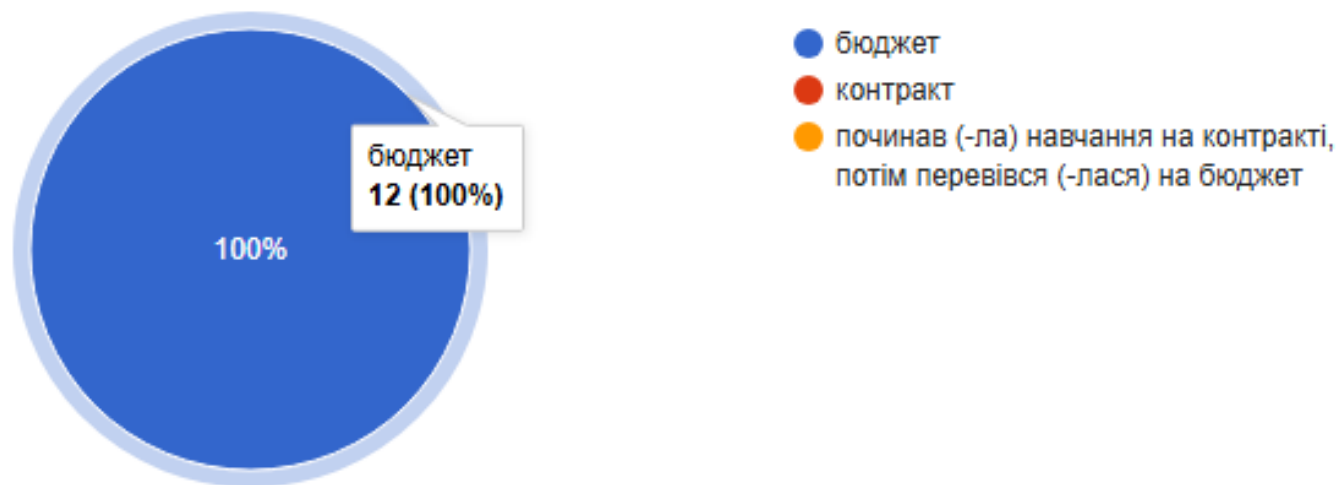 бюджет
12 (100%)
100%
бюджет
контракт
починав (-ла) навчання на контракті,
потім перевівся (-лася) на бюджет